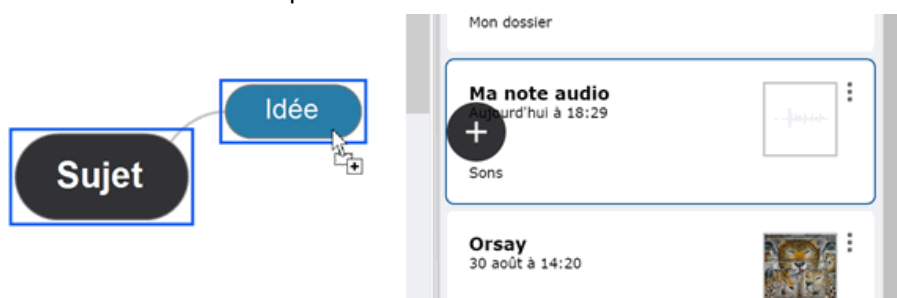 Mon dossier
Idée
Sujet
Ma note audio
Aujourd'hui à 18:29
Sons
Orsay
30 août à 14:20